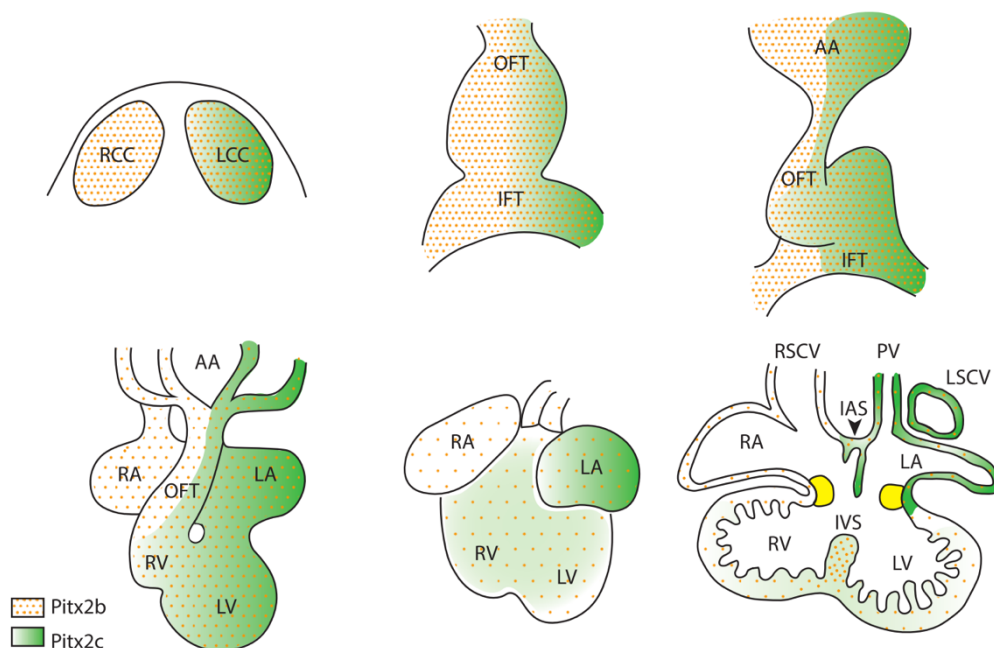 RCC
LCC
OFT
IFT
AA
OFT
IFT
AA
RA
LA
OFT
RV
LV
RA
LA
RV
LV
RSCV
PV
LSCV
IAS
RA
LA
IVS
RV
LV
Pitx2b
Pitx2c